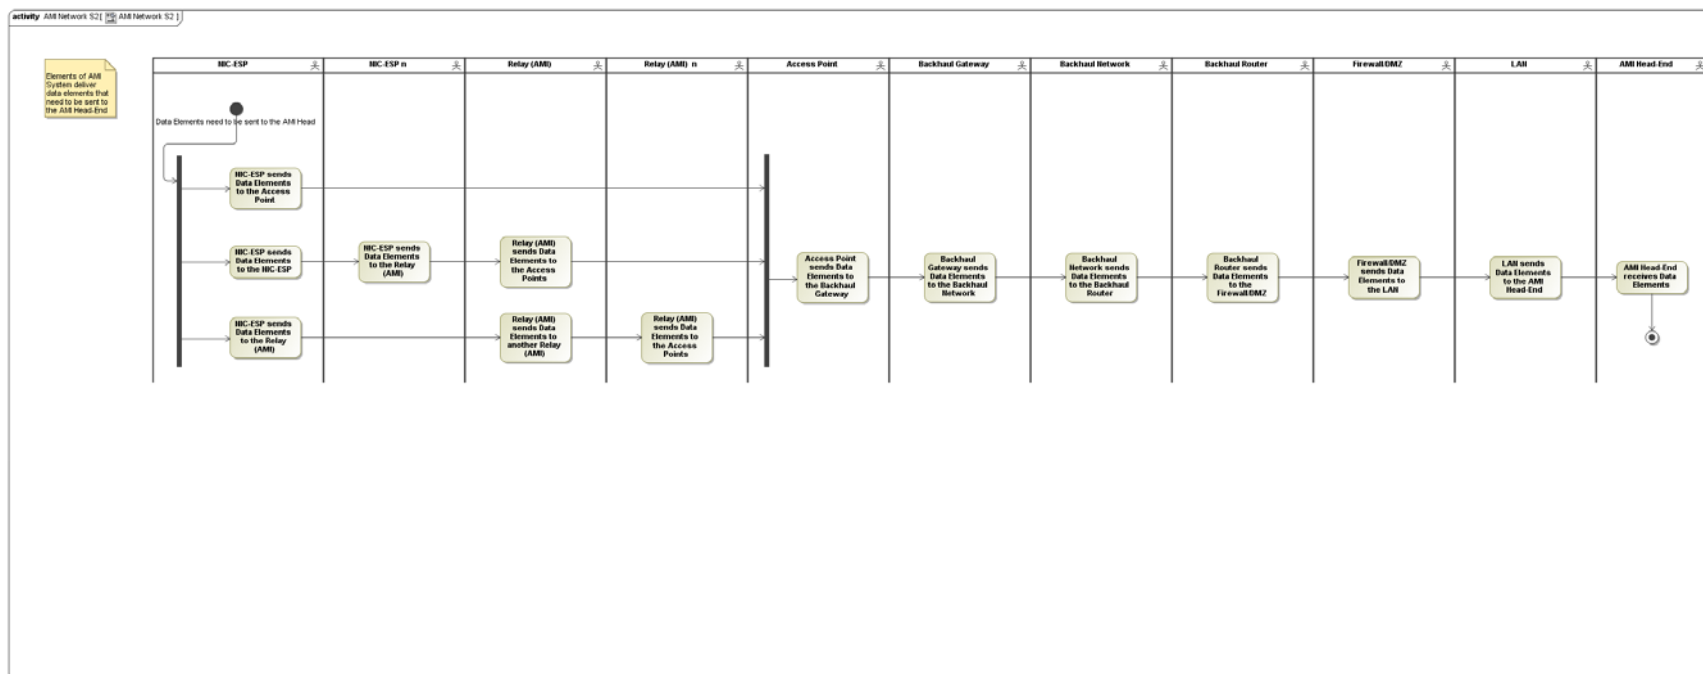 activity AMI Network S2 [ AMI Network S2 ]
Elements of AMI
System deliver
data elements that
need to be sent to
the AMI Head-End
NIC-ESP
NIC-ESP n
Relay (AMI)
Relay (AMI) n
Access Point
Backhaul Gateway
Backhaul Network
Backhaul Router
Firewall/DMZ
LAN
AMI Head-End
Data Elements need to be sent to the AMI Head
NIC-ESP sends
Data Elements
to the Access
Point
NIC-ESP sends
Data Elements
to the NIC-ESP
NIC-ESP sends
Data Elements
to the Relay
(AMI)
Relay (AMI)
sends Data
Elements to
the Access
Points
NIC-ESP sends
Data Elements
to the Relay
(AMI)
Relay (AMI)
sends Data
Elements to
another Relay
(AMI)
Relay (AMI)
sends Data
Elements to
the Access
Points
Access Point
sends Data
Elements to
the Backhaul
Gateway
Backhaul
Gateway sends
Data Elements
to the Backhaul
Network
Backhaul
Network sends
Data Elements
to the Backhaul
Router
Backhaul
Router sends
Data Elements
to the
Firewall/DMZ
Firewall/DMZ
sends Data
Elements to
the LAN
LAN sends
Data Elements
to the AMI
Head-End
AMI Head-End
receives Data
Elements